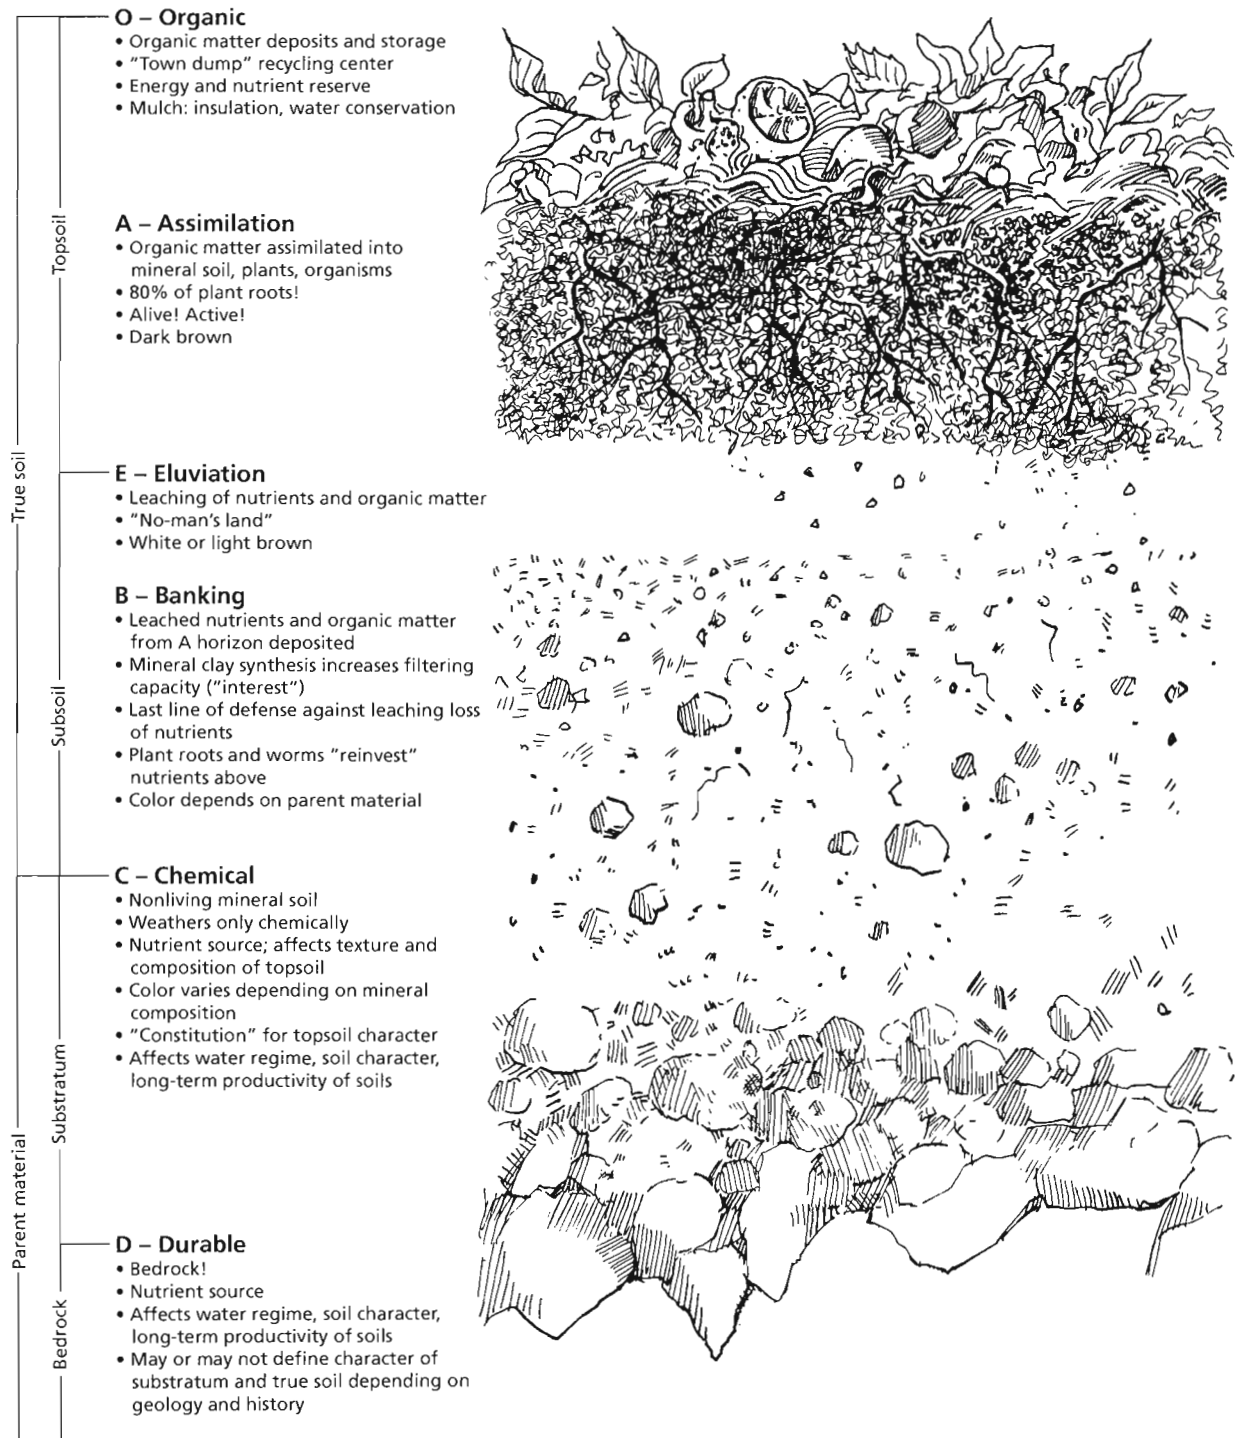 O – Organic
• Organic matter deposits and storage
• “Town dump” recycling center
• Energy and nutrient reserve
• Mulch: insulation, water conservation
A – Assimilation
• Organic matter assimilated into
mineral soil, plants, organisms
• 80% of plant roots!
• Alive! Active!
• Dark brown
E – Eluviation
• Leaching of nutrients and organic matter
• “No-man’s land”
• White or light brown
B – Banking
• Leached nutrients and organic matter
from A horizon deposited
• Mineral clay synthesis increases filtering
capacity (“interest”)
• Last line of defense against leaching loss
of nutrients
• Plant roots and worms “reinvest”
nutrients above
• Color depends on parent material
C – Chemical
• Nonliving mineral soil
• Weathers only chemically
• Nutrient source; affects texture and
composition of topsoil
• Color varies depending on mineral
composition
• “Constitution” for topsoil character
• Affects water regime, soil character,
long-term productivity of soils
D – Durable
• Bedrock!
• Nutrient source
• Affects water regime, soil character,
long-term productivity of soils
• May or may not define character of
substratum and true soil depending on
geology and history
True soil
Parent material
Topsoil
Subsoil
Substratum
Bedrock